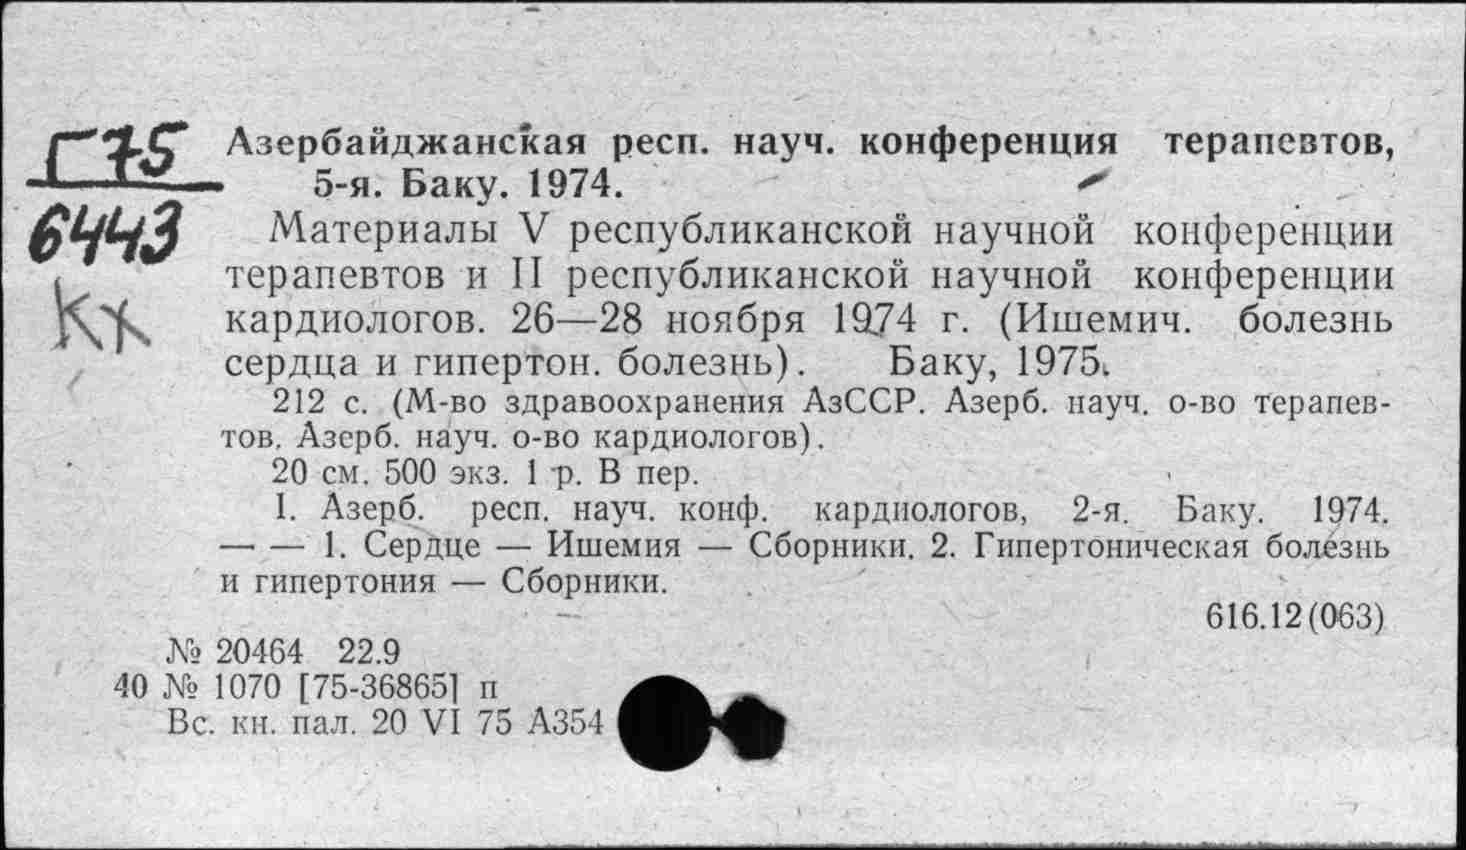 Г75
6443
Кх
Азербайджанская респ. науч. конференция терапевтов,
5-я. Баку. 1974.
Материалы V республиканской научной конференции
терапевтов и II республиканской научной конференции
кардиологов. 26—28 ноября 1974 г. (Ишемич. болезнь
сердца и гипертон. болезнь). Баку, 1975.
212 с. (М-во здравоохранения АзССР. Азерб. науч. о-во терапев-
тов. Азерб. науч. о-во кардиологов).
20 см. 500 экз. 1 р. В пер.
I. Азерб. респ. науч. конф. кардиологов, 2-я. Баку. 1974.
— — 1. Сердце — Ишемия — Сборники. 2. Гипертоническая болезнь
и гипертония — Сборники.
616.12(063)
№ 20464 22.9
40 № 1070 [75-36865] п
Вс. кн. пал. 20 VI 75 А354